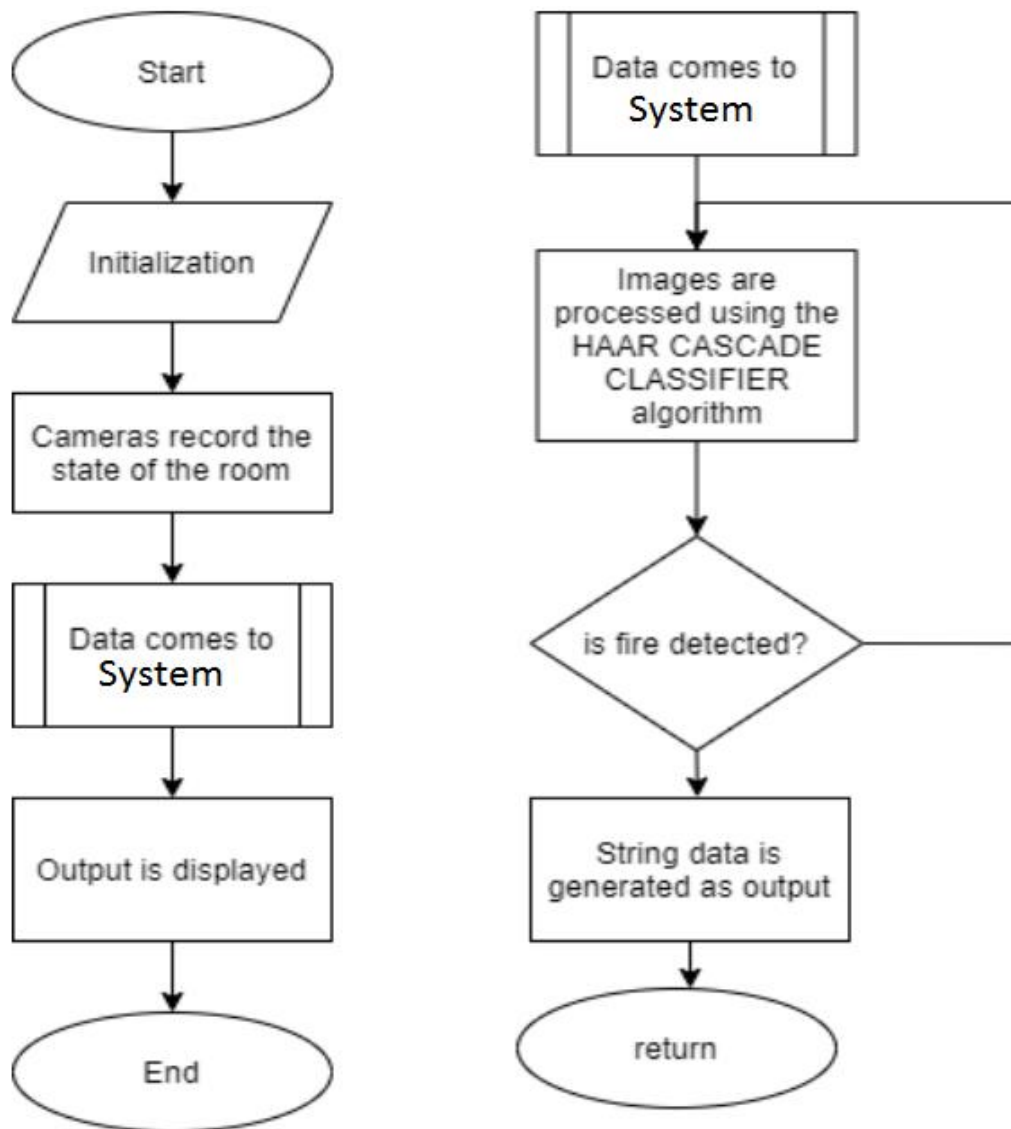 Start
Initialization
Cameras record the
state of the room
Data comes to
System
Output is displayed
End
Data comes to
System
Images are
processed using the
HAAR CASCADE
CLASSIFIER
algorithm
is fire detected?
String data is
generated as output
return